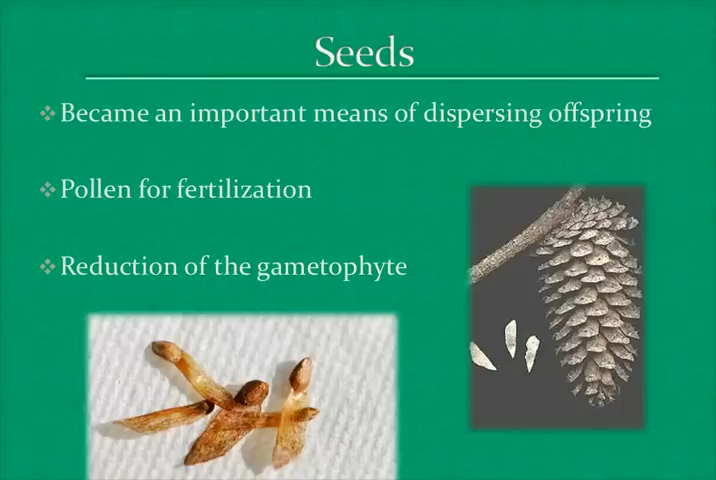 Seeds
Became an important means of dispersing offspring
Pollen for fertilization
Reduction of the gametophyte